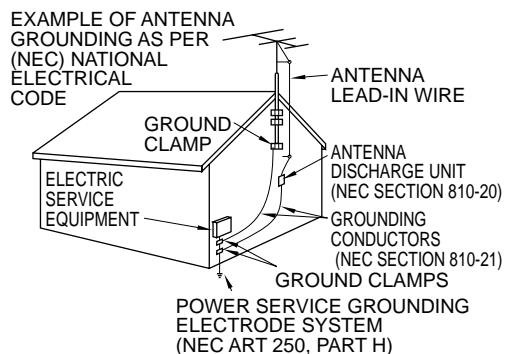 EXAMPLE OF ANTENNA
GROUNDING AS PER
(NEC) NATIONAL
ELECTRICAL
CODE
ANTENNA
LEAD-IN WIRE
GROUND
CLAMP
ANTENNA
DISCHARGE UNIT
(NEC SECTION 810-20)
ELECTRIC
SERVICE
EQUIPMENT
GROUNDING
CONDUCTORS
(NEC SECTION 810-21)
GROUND CLAMPS
POWER SERVICE GROUNDING
ELECTRODE SYSTEM
(NEC ART 250, PART H)